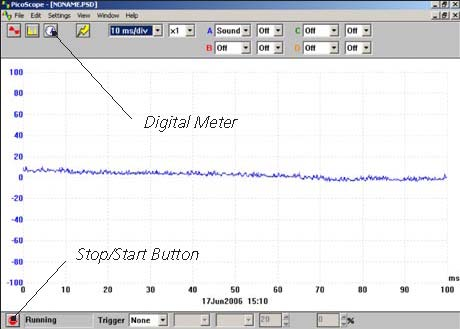 PicoScope - [NONAME.PSD]
File Edit Settings View Window Help
10 ms/div x1 A Sound Off C Off Off
B Off Off D Off Off
100
80
Digital Meter
60
40
20
0
-20
-40
-60
Stop/Start Button
-80
-100
ms
0 10 20 30 40 50 60 70 80 90 100
17Jun2006 15:10
Running Trigger None 20 0 %